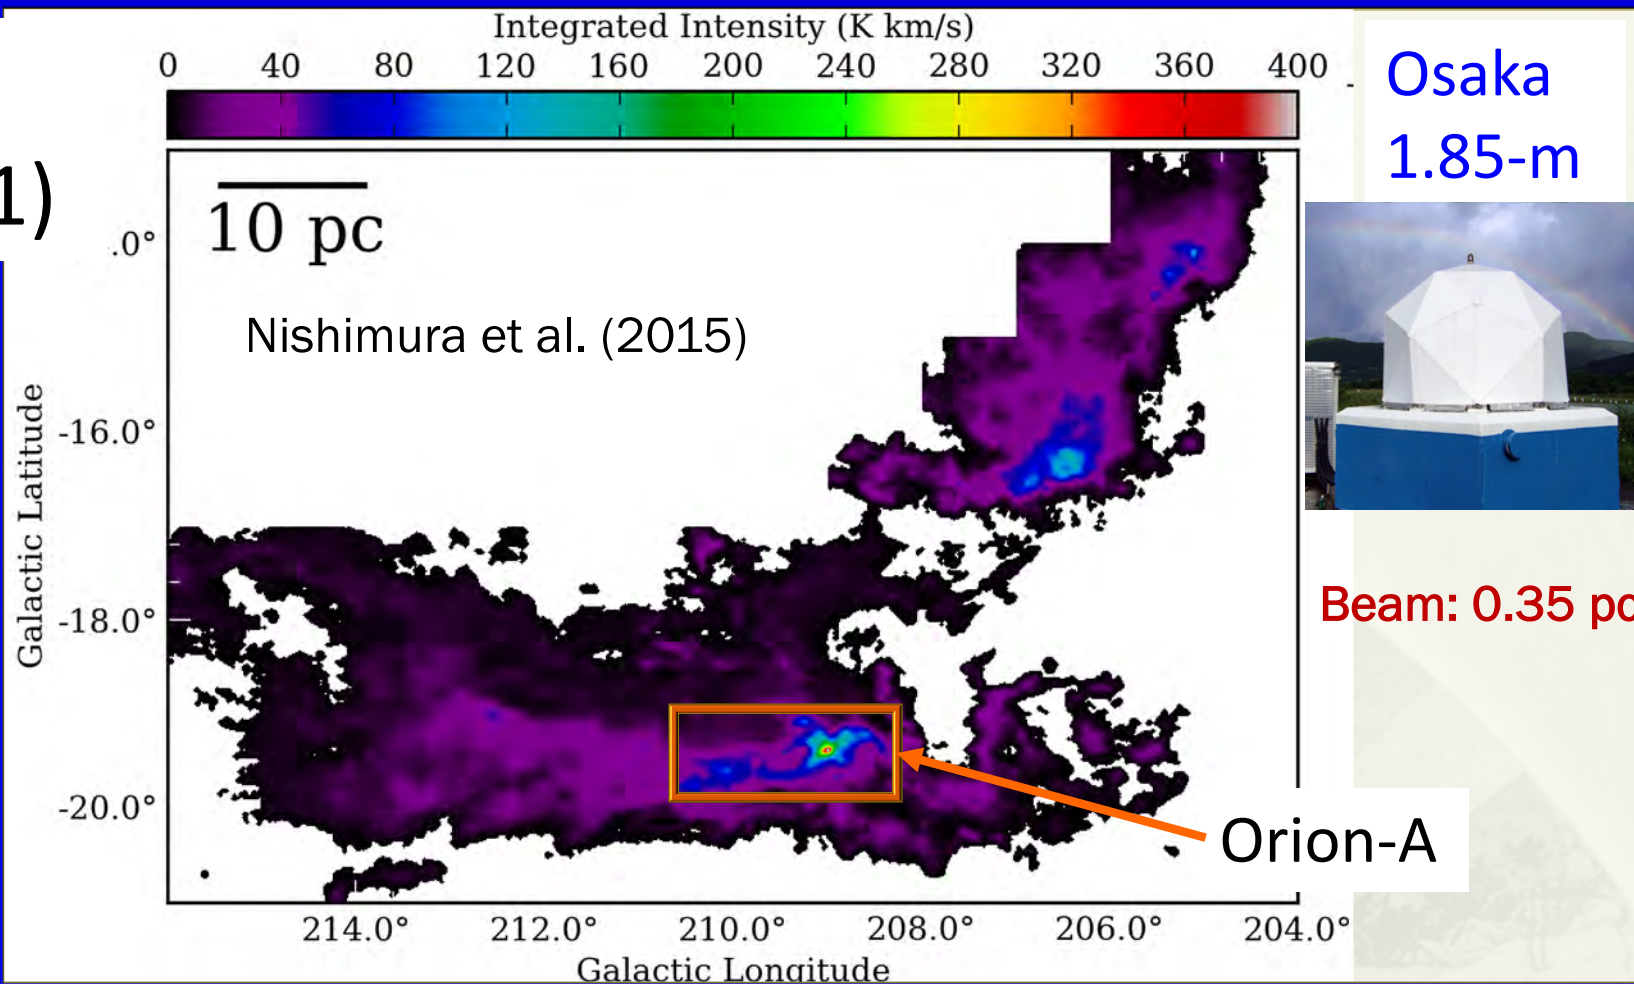 Integrated Intensity (K km/s)
0 40 80 120 160 200 240 280 320 360 400
Osaka
1.85-m
1)
10 pc
.0°
Nishimura et al. (2015)
Galactic Latitude
-16.0°
-18.0°
Beam: 0.35 pc
-20.0°
Orion-A
214.0° 212.0° 210.0° 208.0° 206.0° 204.0°
Galactic Longitude